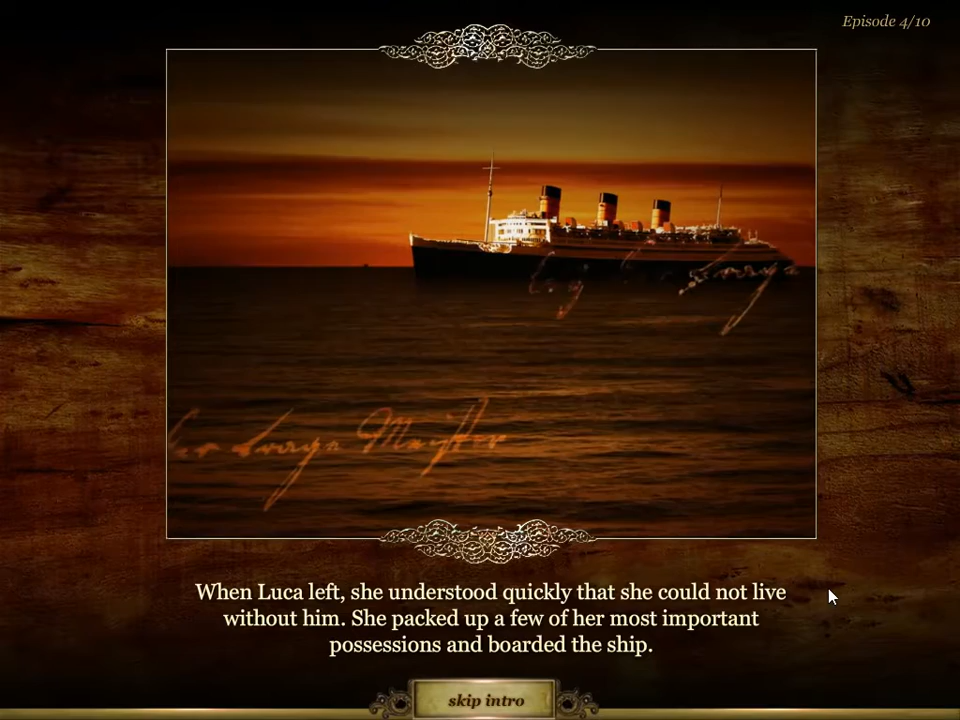 Episode 4/10
When Luca left, she understood quickly that she could not live
without him. She packed up a few of her most important
possessions and boarded the ship.
skip intro